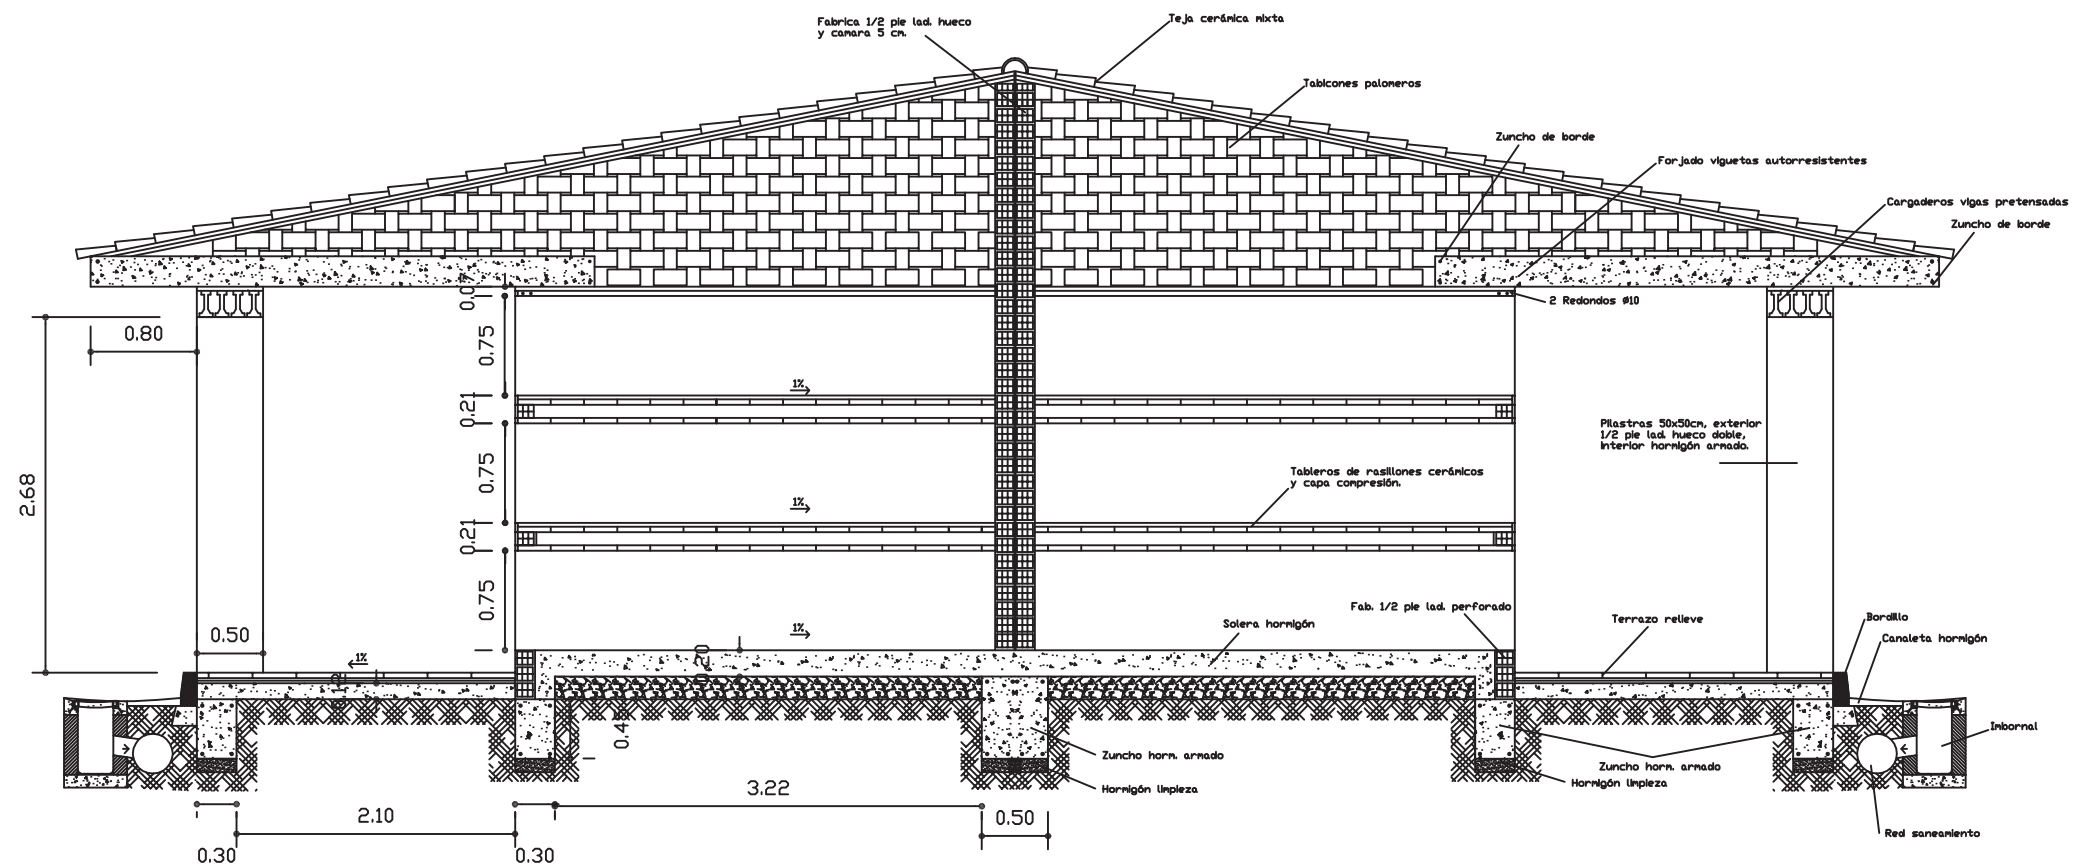 Fabrica 1/2 pie lad. hueco
y camara 5 cm.
Teja cerámica mixta
Tabicones palomeros
Zuncho de borde
Forjado viguetas autorresistentes
Cargaderos vigas pretensadas
Zuncho de borde
2 Redondos Ø10
0.07
0.80
0.75
1%
0.21
Pilastras 50x50cm, exterior
1/2 pie lad. hueco doble,
interior hormigón armado.
0.75
2.68
Tableros de rasillones cerámicos
y capa compresión.
1%
0.21
0.75
Fab. 1/2 pie lad. perforado
Solera hormigón
Terrazo relieve
Bordillo
Canaleta hormigón
0.50
1%
1%
0.20
0.12
Imbornal
Zuncho horm. armado
Zuncho horm. armado
Hormigón limpieza
Hormigón limpieza
3.22
2.10
0.50
Red saneamiento
0.30
0.30